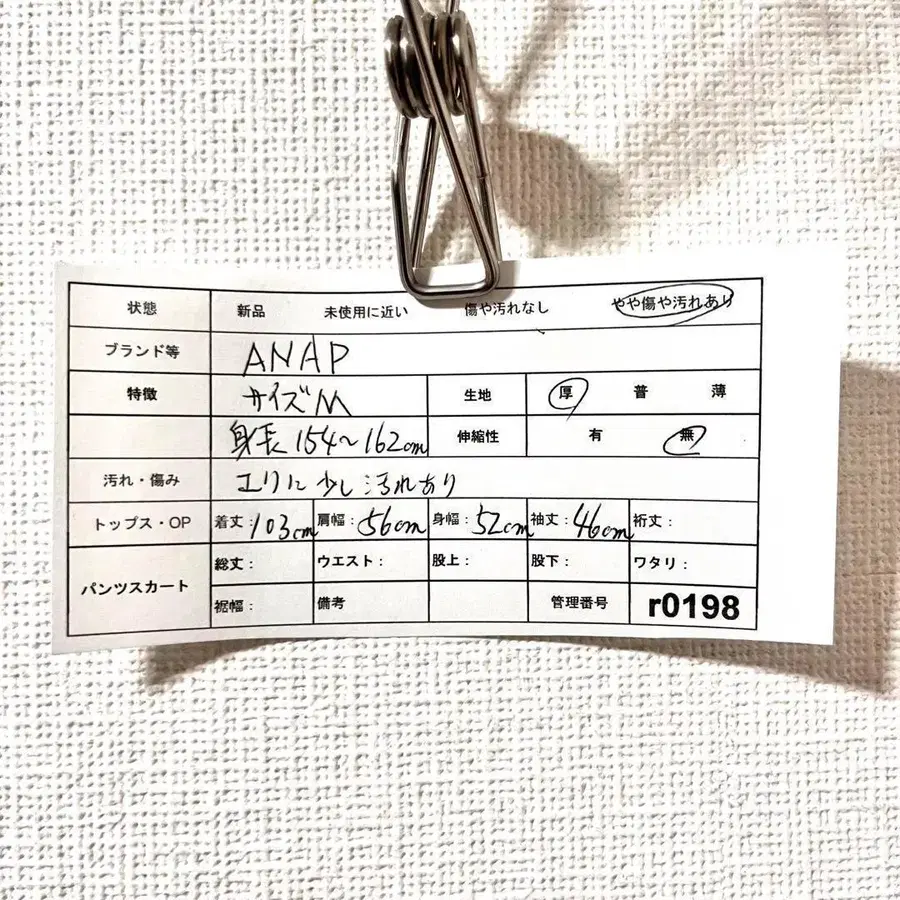 状態 新品 未使用に近い 傷や汚れなし やや傷や汚れあり
ブランド等 ANAP
特徴 サイズM 生地 厚 普 薄
身長154～162cm 伸縮性 有 無
汚れ・傷み エリに少し汚れあり
トップス・OP 着丈：103cm 肩幅：56cm 身幅：52cm 袖丈：46cm 裄丈：
パンツスカート 総丈： ウエスト： 股上： 股下： ワタリ：
裾幅： 備考 管理番号 r0198